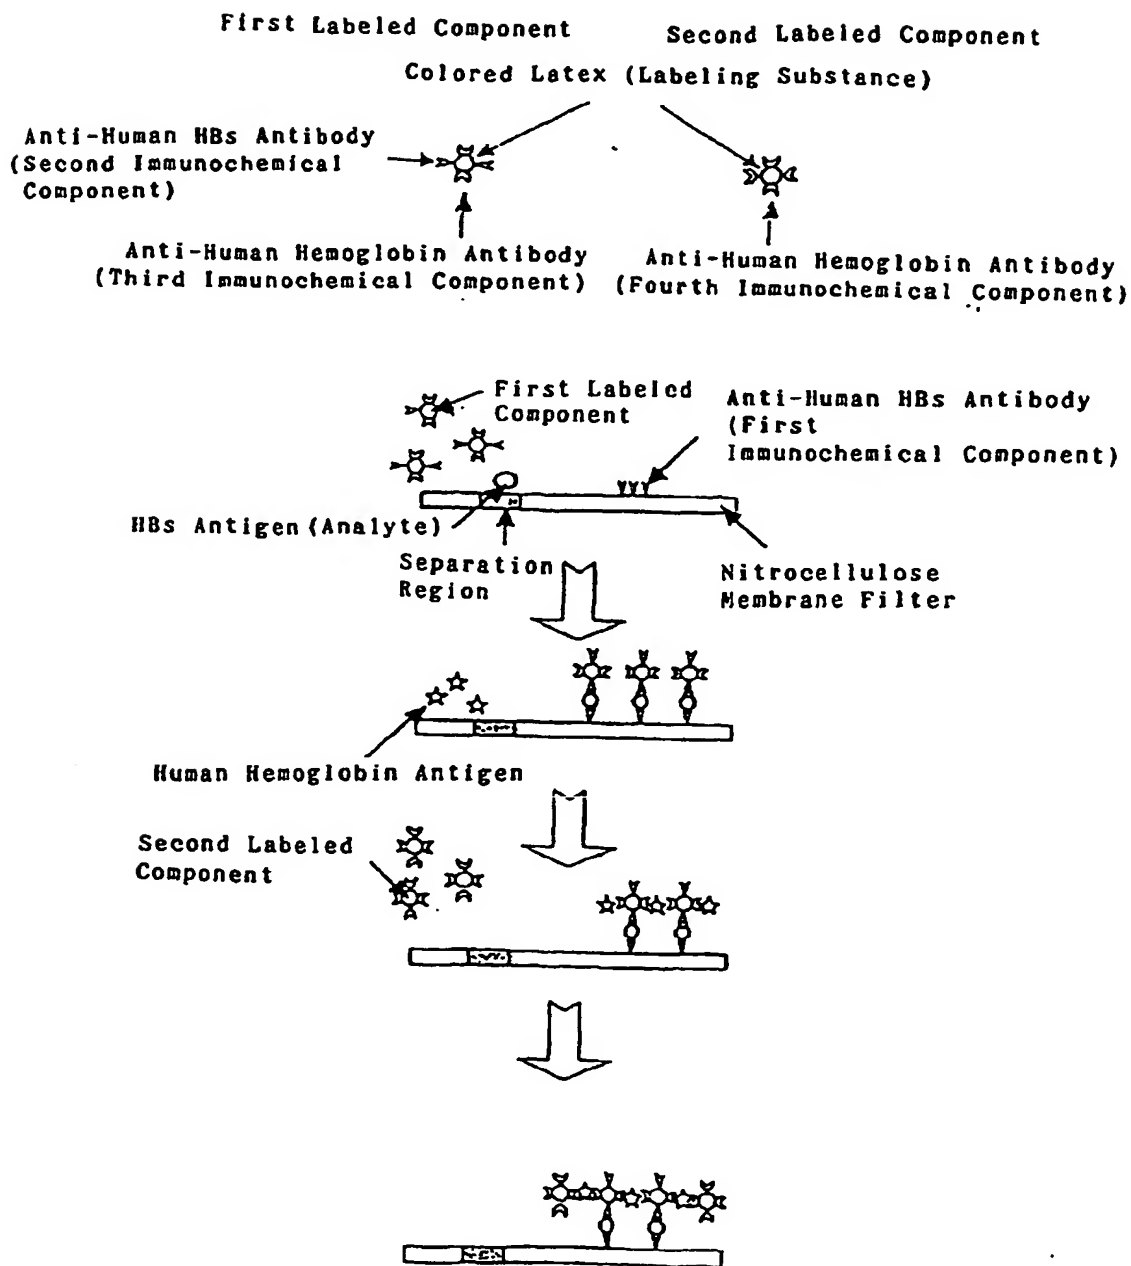 First Labeled Component
Second Labeled Component
Colored Latex (Labeling Substance)
Anti-Human HBs Antibody
(Second Immunochemical
Component)
Anti-Human Hemoglobin Antibody
(Third Immunochemical Component)
Anti-Human Hemoglobin Antibody
(Fourth Immunochemical Component)
First Labeled
Component
Anti-Human HBs Antibody
(First
Immunochemical Component)
HBs Antigen (Analyte)
Separation
Region
Nitrocellulose
Membrane Filter
Human Hemoglobin Antigen
Second Labeled
Component